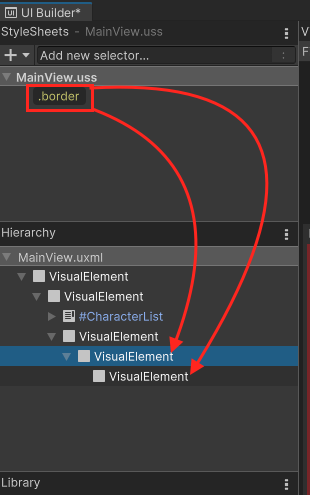 UI Builder*
StyleSheets - MainView.uss
Add new selector...
MainView.uss
.border
Hierarchy
MainView.uxml
VisualElement
VisualElement
#CharacterList
VisualElement
VisualElement
VisualElement
Library